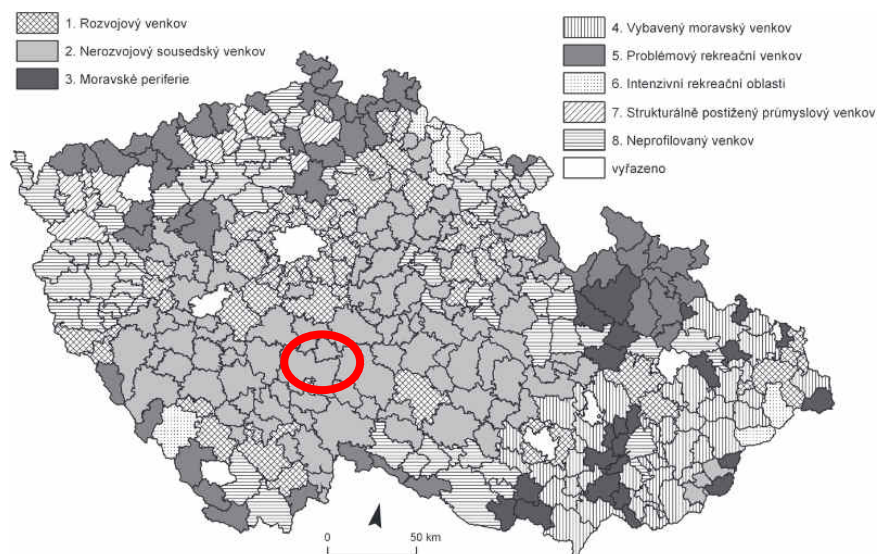 1. Rozvojový venkov
2. Nerozvojový sousedský venkov
3. Moravské periferie
4. Vybavený moravský venkov
5. Problémový rekreační venkov
6. Intenzivní rekreační oblasti
7. Strukturálně postižený průmyslový venkov
8. Neprofilovaný venkov
vyřazeno
0 50 km